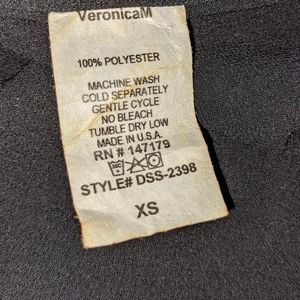 VeronicaM
100% POLYESTER
MACHINE WASH
COLD SEPARATELY
GENTLE CYCLE
NO BLEACH
TUMBLE DRY LOW
MADE IN U.S.A.
RN # 147179
STYLE# DSS-2398
XS